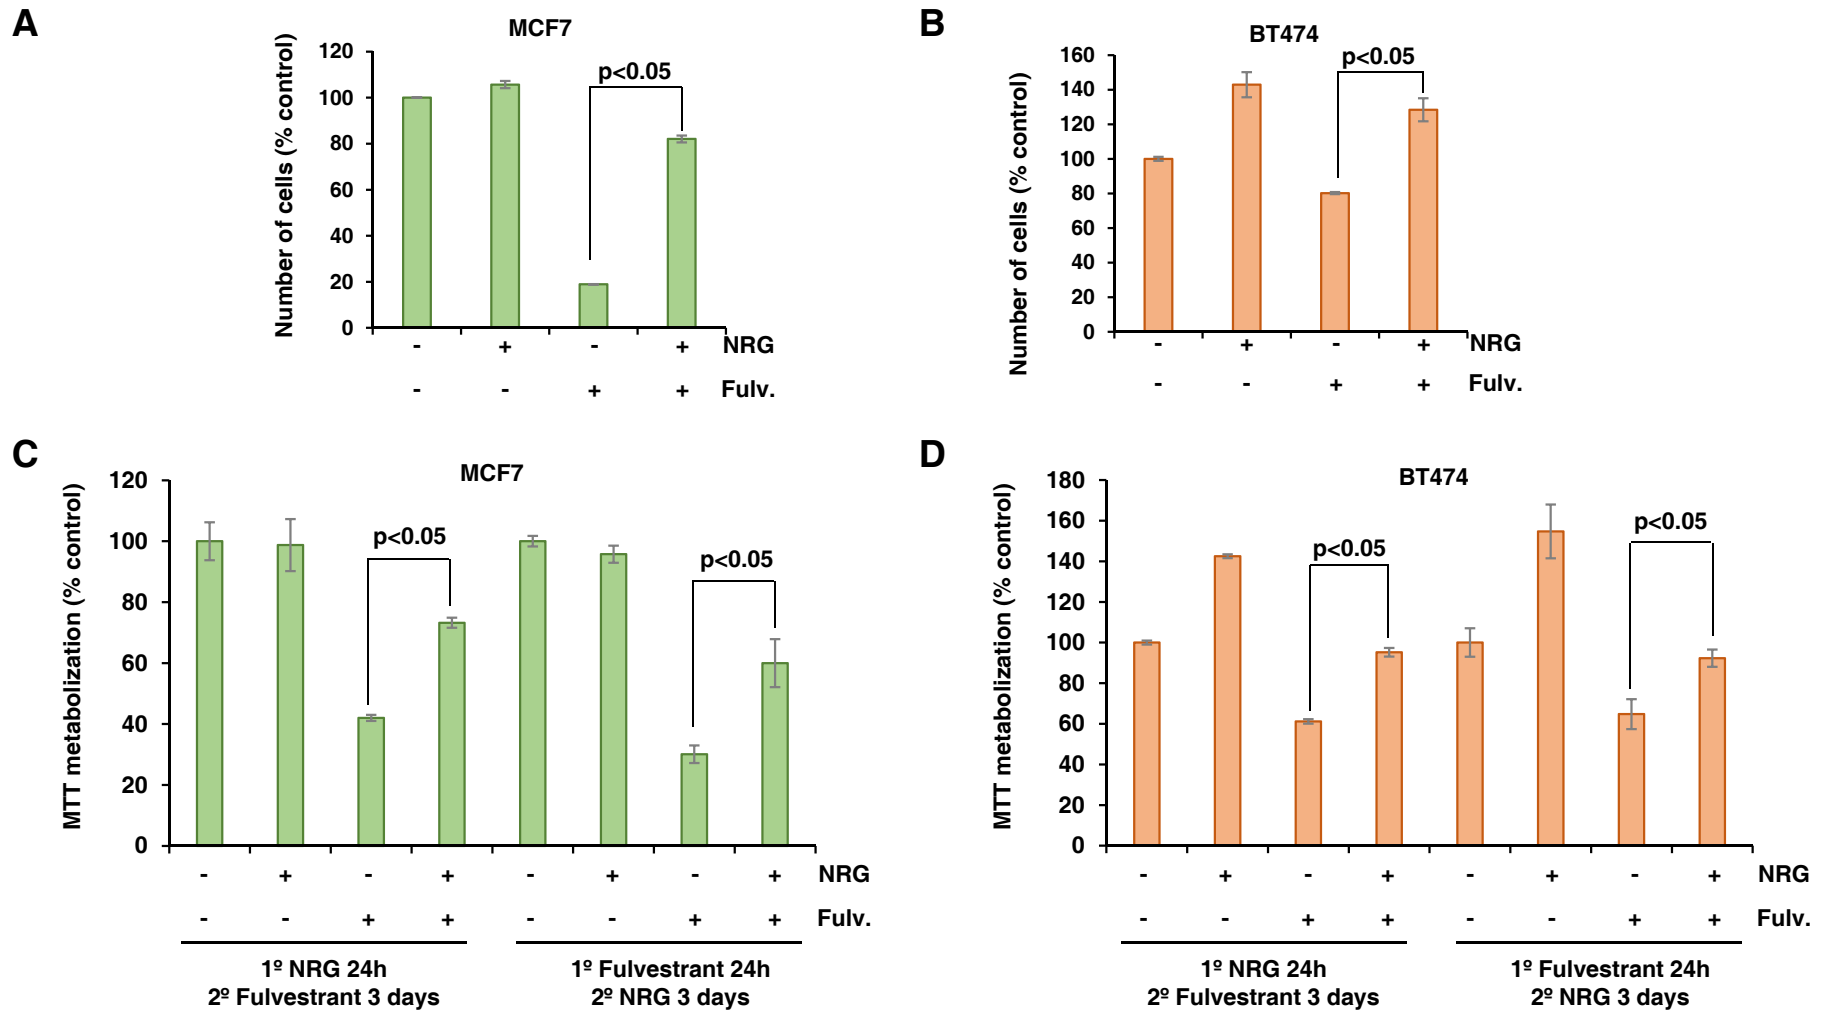 A
MCF7
Number of cells (% control)
120
100
80
60
40
20
0
p<0.05
- + - + NRG
- - + + Fulv.
B
BT474
Number of cells (% control)
160
140
120
100
80
60
40
20
0
p<0.05
- + - + NRG
- - + + Fulv.
C
MCF7
MTT metabolization (% control)
120
100
80
60
40
20
0
p<0.05
p<0.05
- + - + - + - + NRG
- - + + - - + + Fulv.
1º NRG 24h
2º Fulvestrant 3 days
1º Fulvestrant 24h
2º NRG 3 days
D
BT474
MTT metabolization (% control)
180
160
140
120
100
80
60
40
20
0
p<0.05
p<0.05
- + - + - + - + NRG
- - + + - - + + Fulv.
1º NRG 24h
2º Fulvestrant 3 days
1º Fulvestrant 24h
2º NRG 3 days